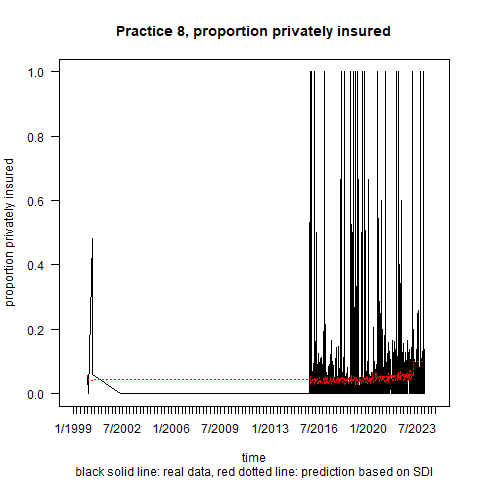 Practice 8, proportion privately insured
proportion privately insured
1.0
0.8
0.6
0.4
0.2
0.0
1/1999 7/2002 1/2006 7/2009 1/2013 7/2016 1/2020 7/2023
time
black solid line: real data, red dotted line: prediction based on SDI